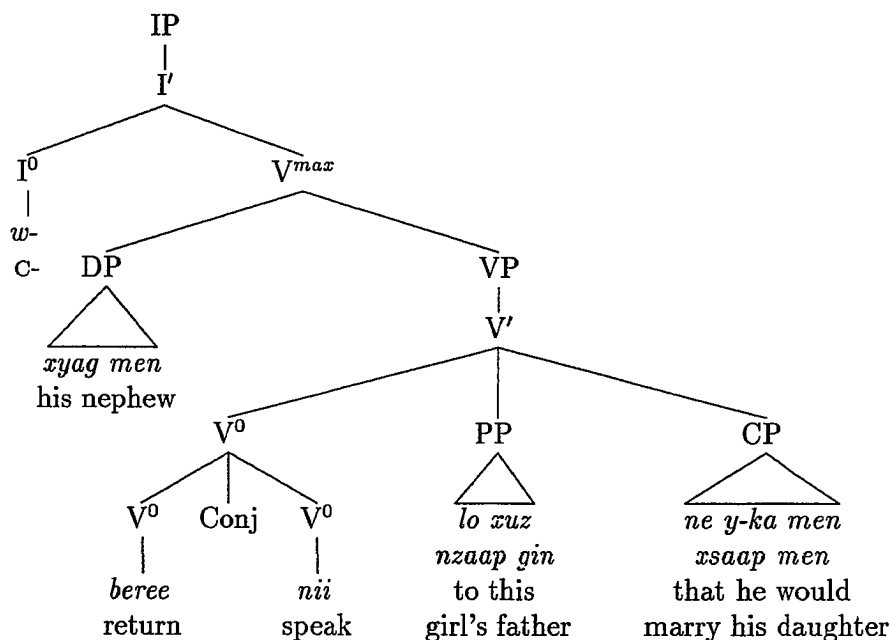 IP
I′
I⁰ Vᵐᵃˣ
w-
C- DP VP
V′
xyag men
his nephew
V⁰ PP CP
V⁰ Conj V⁰ lo xuz ne y-ka men
nzaap gin xsaap men
beree nii to this that he would
return speak girl's father marry his daughter